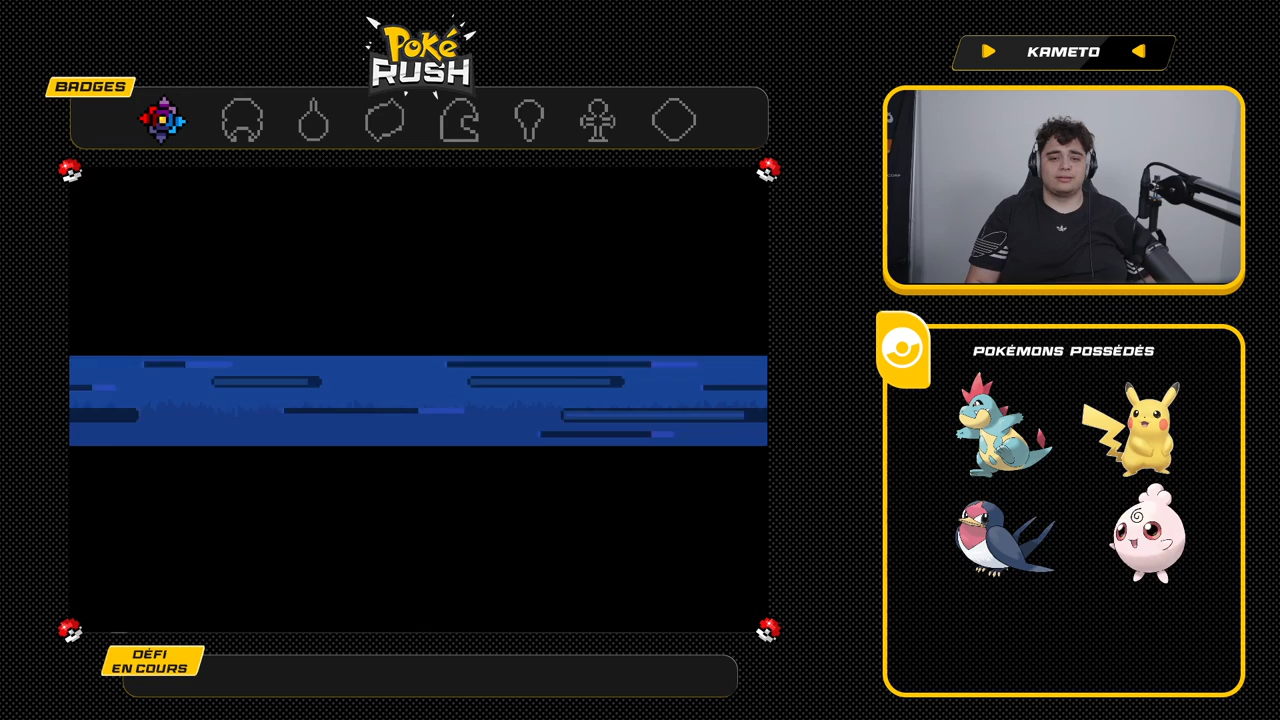 Poké
RUSH
KAMETO
BADGES
POKÉMONS POSSÉDÉS
DÉFI
EN COURS